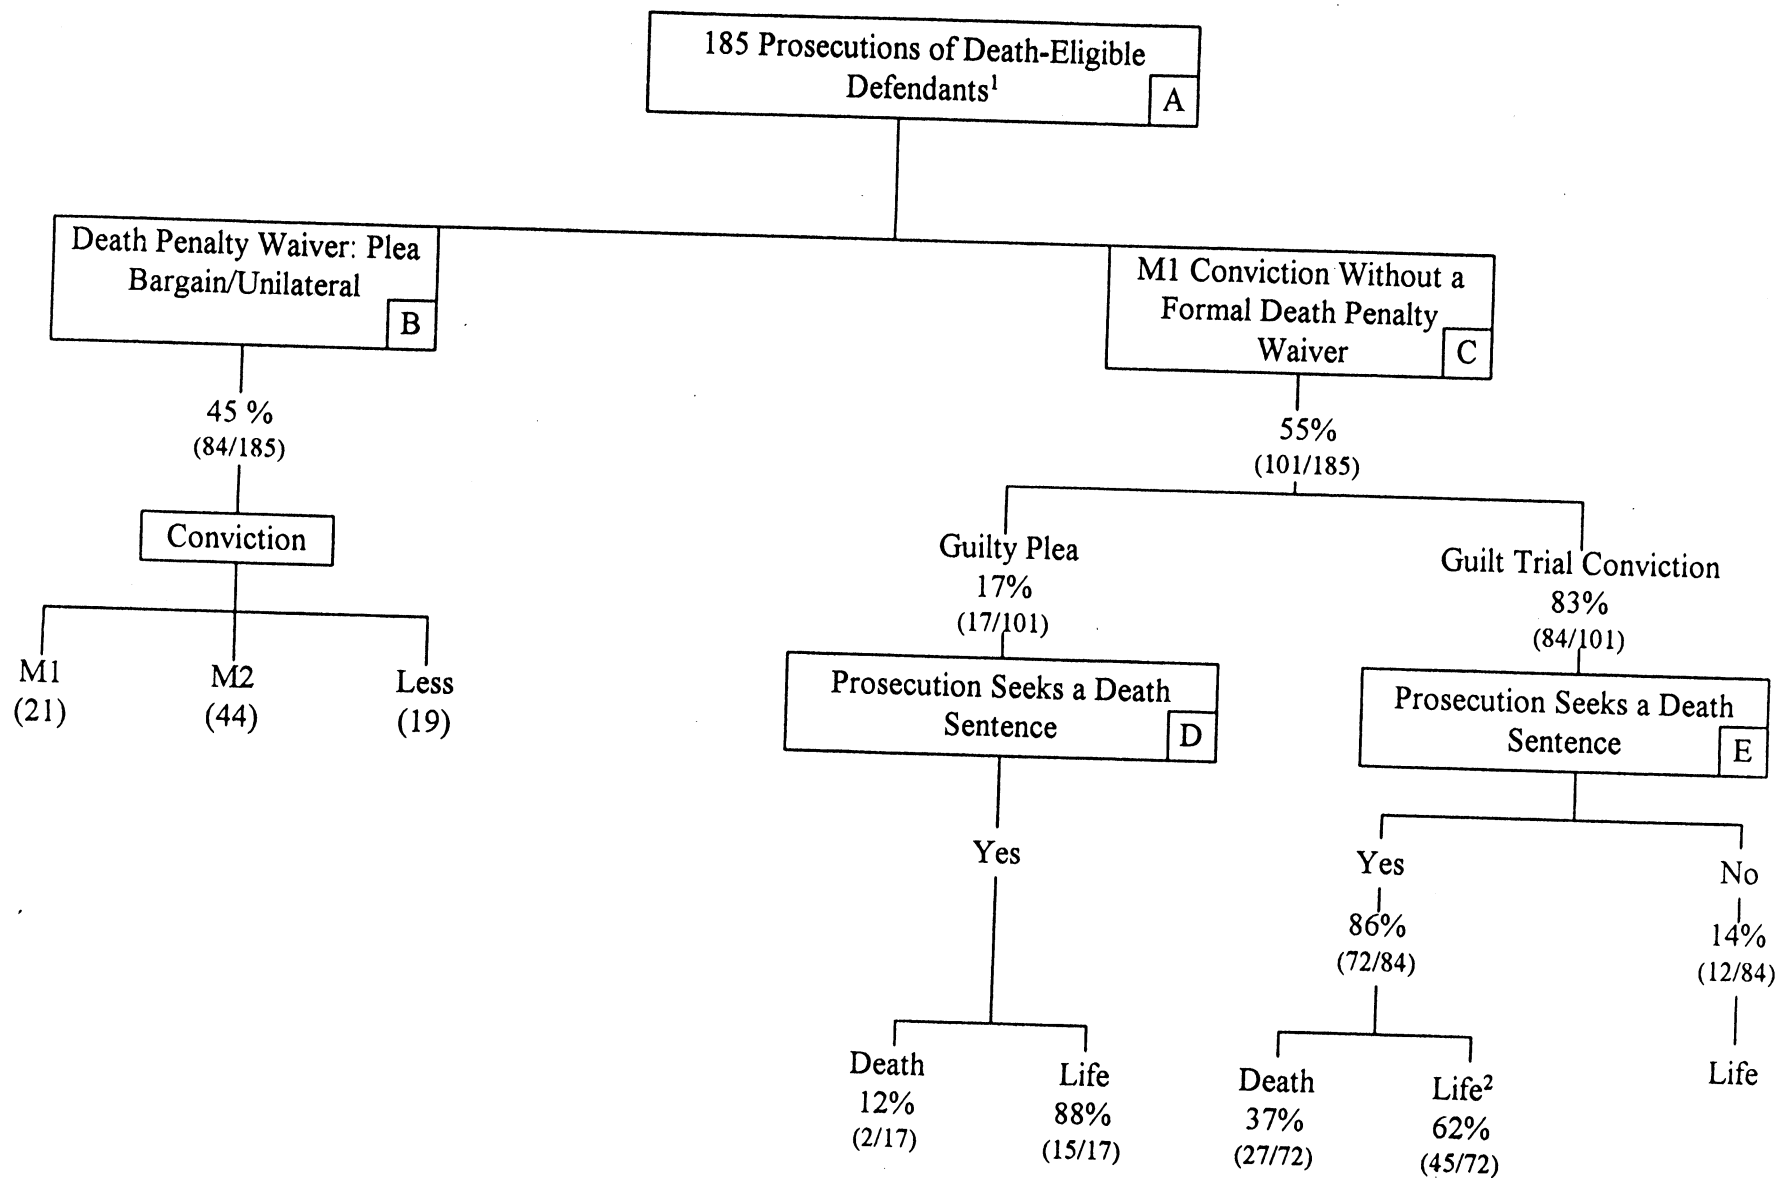 185 Prosecutions of Death-Eligible
Defendants¹
A
Death Penalty Waiver: Plea
Bargain/Unilateral
B
M1 Conviction Without a
Formal Death Penalty
Waiver
C
45 %
(84/185)
55%
(101/185)
Conviction
M1
(21)
M2
(44)
Less
(19)
Guilty Plea
17%
(17/101)
Guilt Trial Conviction
83%
(84/101)
Prosecution Seeks a Death
Sentence
D
Prosecution Seeks a Death
Sentence
E
Yes
Yes
86%
(72/84)
No
14%
(12/84)
Death
12%
(2/17)
Life
88%
(15/17)
Death
37%
(27/72)
Life²
62%
(45/72)
Life